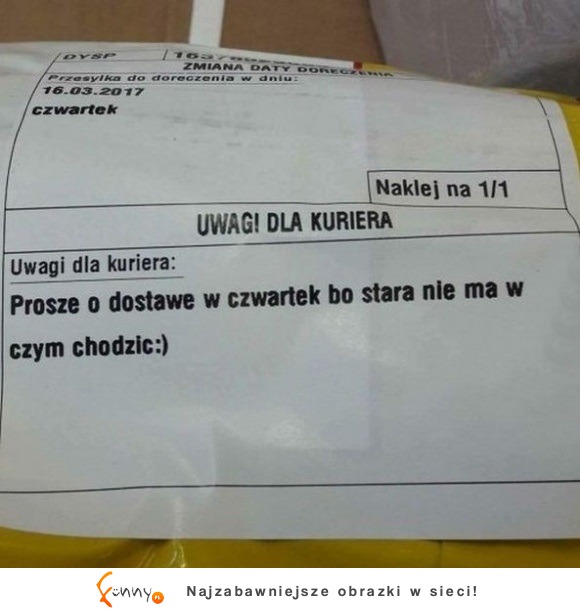 DYSP
ZMIANA DATY DORECZENIA
Przesylka do doreczenia w dniu:
16.03.2017
czwartek
Naklej na 1/1
UWAGI DLA KURIERA
Uwagi dla kuriera:
Prosze o dostawe w czwartek bo stara nie ma w
czym chodzic:)
Najzabawniejsze obrazki w sieci!